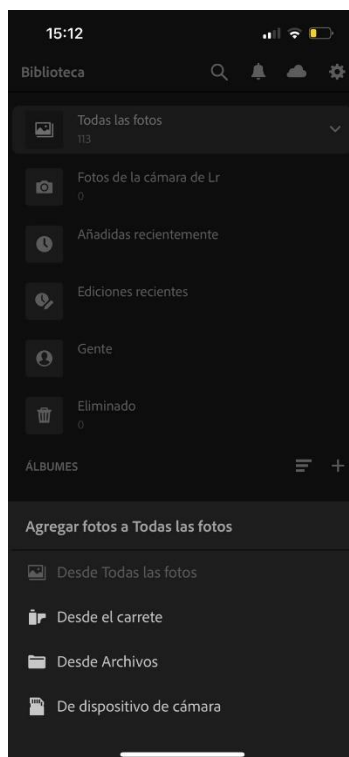 15:12
Biblioteca
Todas las fotos
113
Fotos de la cámara de Lr
0
Añadidas recientemente
Ediciones recientes
Gente
Eliminado
0
ÁLBUMES
Agregar fotos a Todas las fotos
Desde Todas las fotos
Desde el carrete
Desde Archivos
De dispositivo de cámara